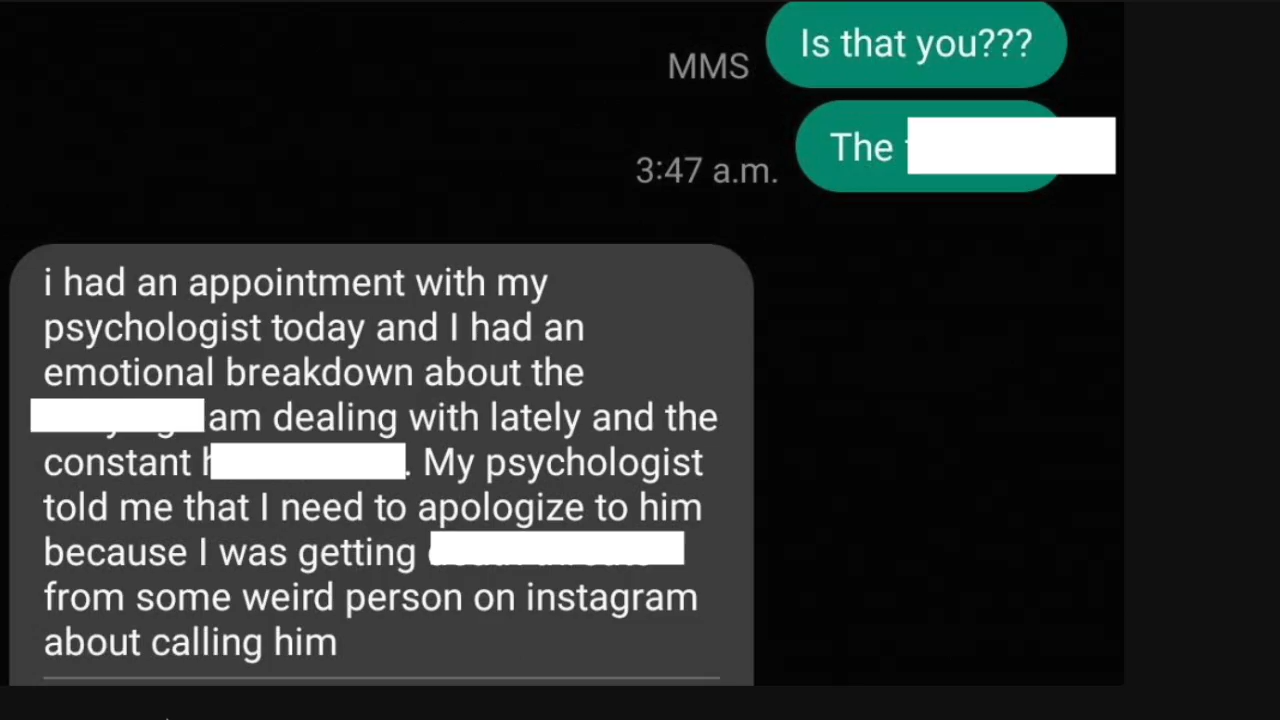 Is that you???
MMS
The
3:47 a.m.
i had an appointment with my
psychologist today and I had an
emotional breakdown about the
am dealing with lately and the
constant
. My psychologist
told me that I need to apologize to him
because I was getting
from some weird person on instagram
about calling him